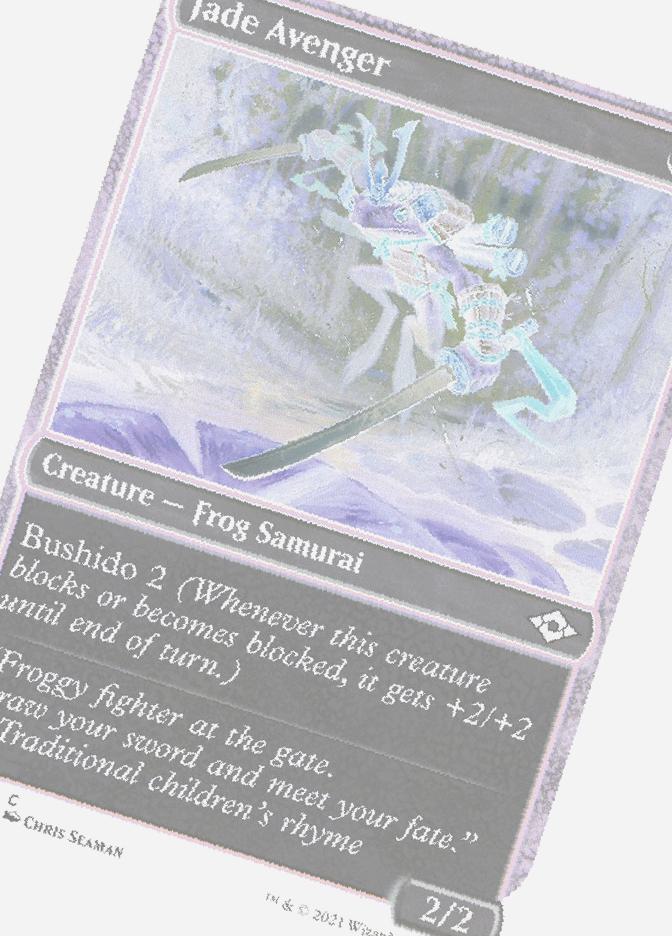 Jade Avenger
Creature — Frog Samurai
Bushido 2 (Whenever this creature
blocks or becomes blocked, it gets +2/+2
until end of turn.)
"Froggy fighter at the gate.
raw your sword and meet your fate."
Traditional children's rhyme
2/2
C
CHRIS SEAMAN
™ & © 2021 Wizard